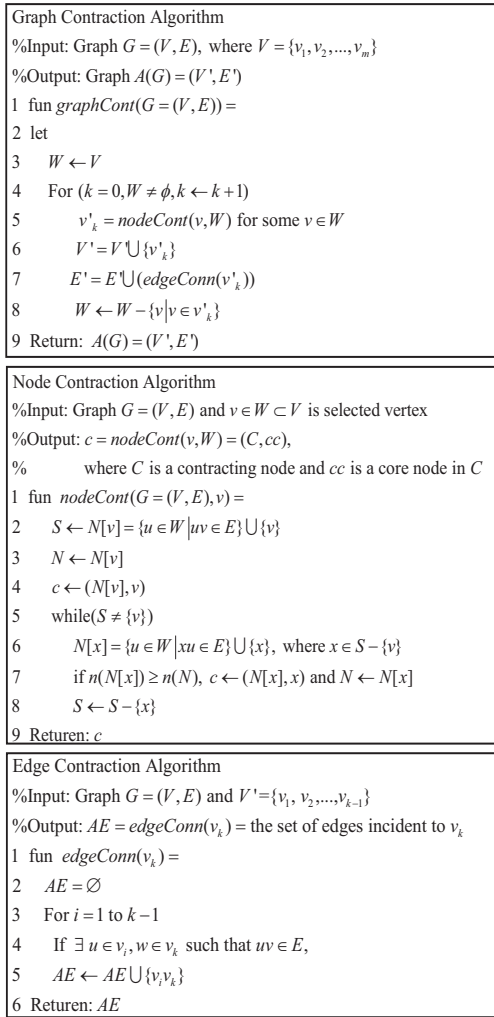 Graph Contraction Algorithm
%Input: Graph G = (V, E), where V = {v₁, v₂,..., vₘ}
%Output: Graph A(G) = (V', E')
1 fun graphCont(G = (V, E)) =
2 let
3 W ← V
4 For (k = 0, W ≠ ϕ, k ← k + 1)
5 v'ₖ = nodeCont(v, W) for some v ∈ W
6 V' = V' ⋃ {v'ₖ}
7 E' = E' ⋃ (edgeConn(v'ₖ))
8 W ← W − {v|v ∈ v'ₖ}
9 Return: A(G) = (V', E')
Node Contraction Algorithm
%Input: Graph G = (V, E) and v ∈ W ⊂ V is selected vertex
%Output: c = nodeCont(v, W) = (C, cc),
% where C is a contracting node and cc is a core node in C
1 fun nodeCont(G = (V, E), v) =
2 S ← N[v] = {u ∈ W|uv ∈ E} ⋃ {v}
3 N ← N[v]
4 c ← (N[v], v)
5 while(S ≠ {v})
6 N[x] = {u ∈ W|xu ∈ E} ⋃ {x}, where x ∈ S − {v}
7 if n(N[x]) ≥ n(N), c ← (N[x], x) and N ← N[x]
8 S ← S − {x}
9 Returen: c
Edge Contraction Algorithm
%Input: Graph G = (V, E) and V' = {v₁, v₂,..., vₖ₋₁}
%Output: AE = edgeConn(vₖ) = the set of edges incident to vₖ
1 fun edgeConn(vₖ) =
2 AE = ∅
3 For i = 1 to k − 1
4 If ∃ u ∈ vᵢ, w ∈ vₖ such that uv ∈ E,
5 AE ← AE ⋃ {vᵢvₖ}
6 Returen: AE